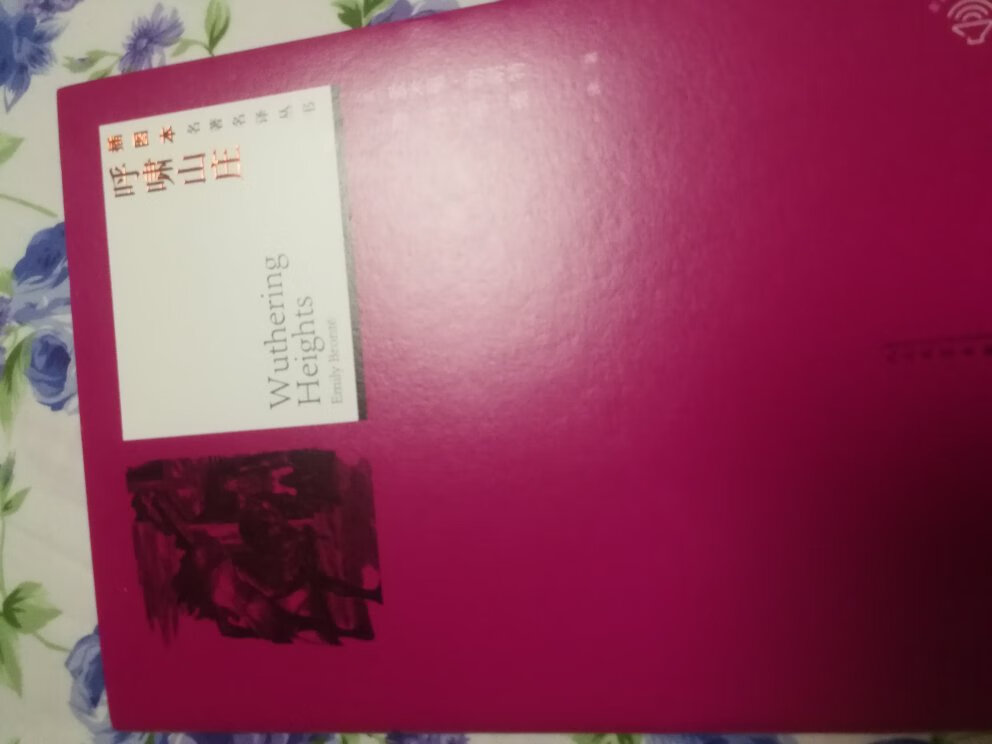 插图本名著名译丛书
呼啸山庄
Wuthering
Heights
Emily Brontë